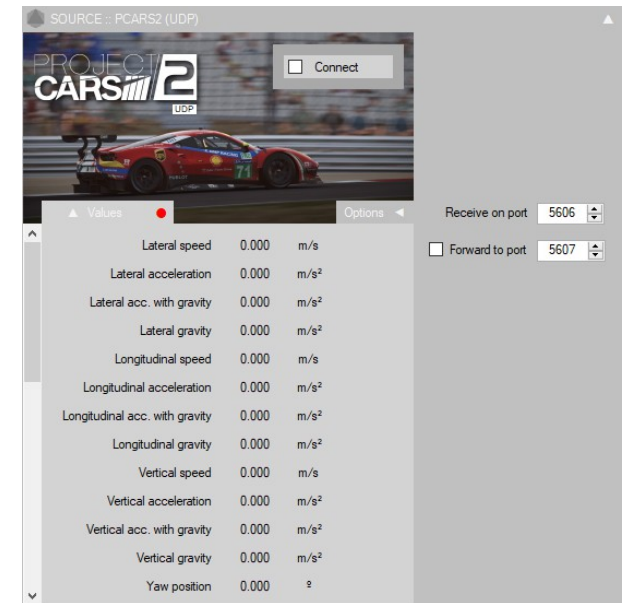 SOURCE :: PCARS2 (UDP)
PROJECT
CARS 2
UDP
Connect
71
Values
Options
Receive on port 5606
Forward to port 5607
Lateral speed 0.000 m/s
Lateral acceleration 0.000 m/s²
Lateral acc. with gravity 0.000 m/s²
Lateral gravity 0.000 m/s²
Longitudinal speed 0.000 m/s
Longitudinal acceleration 0.000 m/s²
Longitudinal acc. with gravity 0.000 m/s²
Longitudinal gravity 0.000 m/s²
Vertical speed 0.000 m/s
Vertical acceleration 0.000 m/s²
Vertical acc. with gravity 0.000 m/s²
Vertical gravity 0.000 m/s²
Yaw position 0.000 º